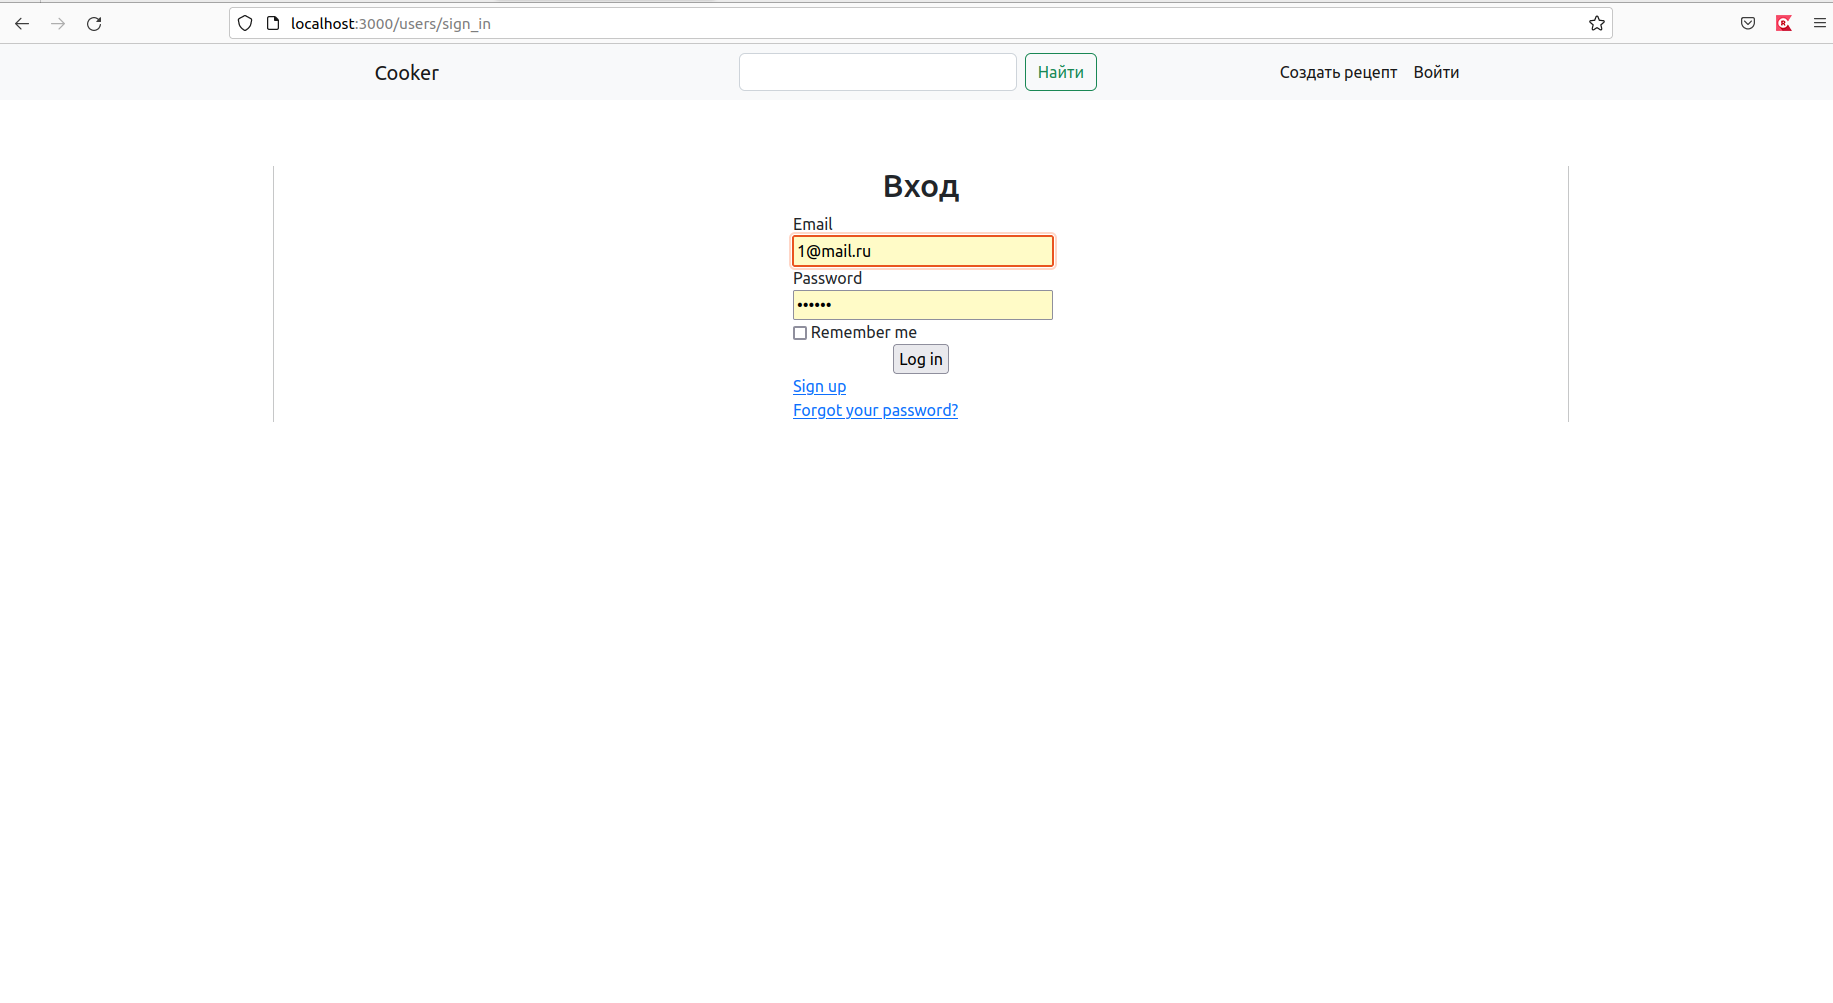 localhost:3000/users/sign_in
Cooker
Найти
Создать рецепт
Войти
Вход
Email
1@mail.ru
Password
••••••
Remember me
Log in
Sign up
Forgot your password?